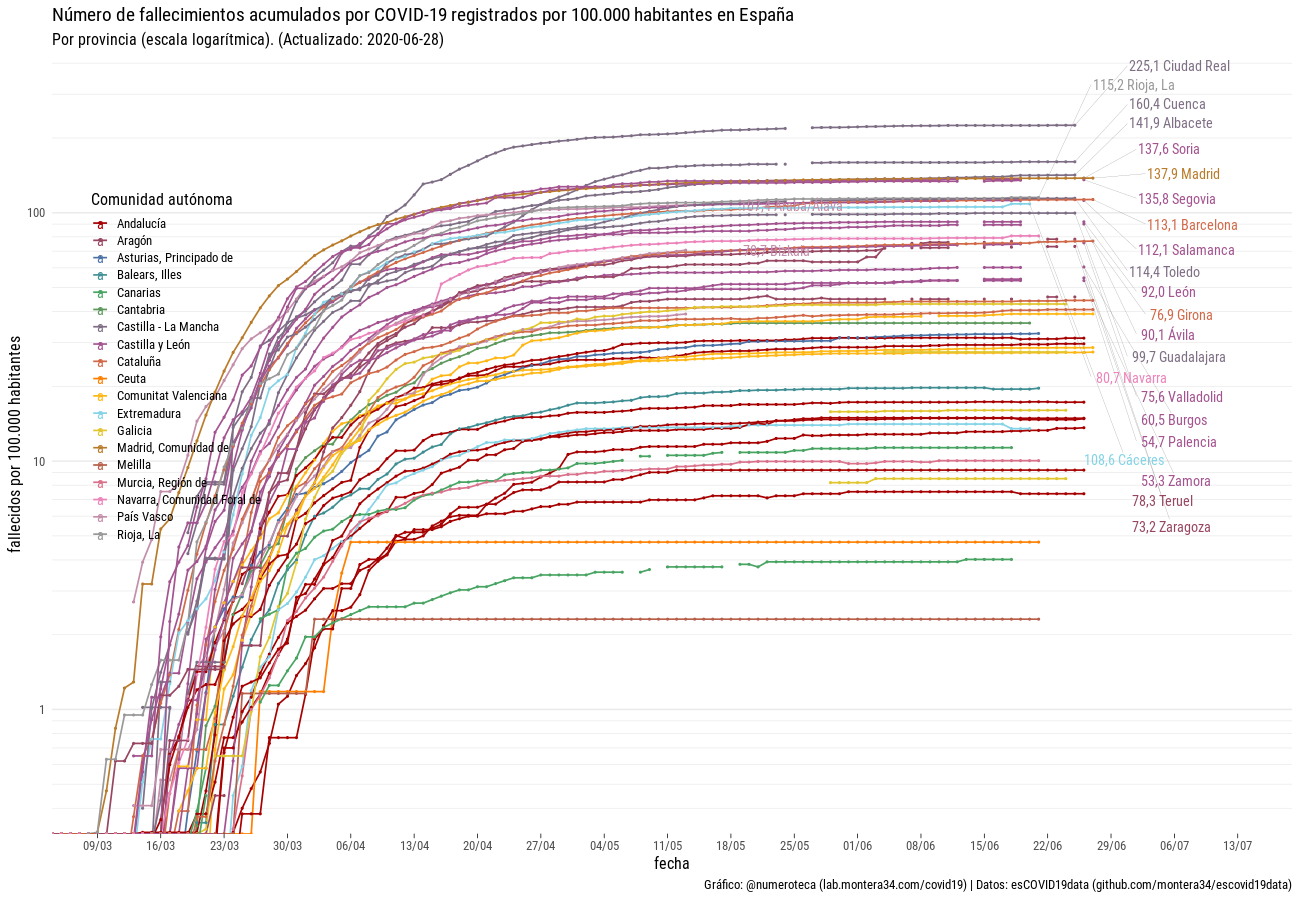 Número de fallecimientos acumulados por COVID-19 registrados por 100.000 habitantes en España
Por provincia (escala logarítmica). (Actualizado: 2020-06-28)
225,1 Ciudad Real
115,2 Rioja, La
160,4 Cuenca
141,9 Albacete
137,6 Soria
137,9 Madrid
135,8 Segovia
113,1 Barcelona
112,1 Salamanca
114,4 Toledo
92,0 León
76,9 Girona
90,1 Ávila
99,7 Guadalajara
80,7 Navarra
75,6 Valladolid
60,5 Burgos
54,7 Palencia
108,6 Cáceres
53,3 Zamora
78,3 Teruel
73,2 Zaragoza
Araba/Álava
Bizkaia
Comunidad autónoma
Andalucía
Aragón
Asturias, Principado de
Balears, Illes
Canarias
Cantabria
Castilla - La Mancha
Castilla y León
Cataluña
Ceuta
Comunitat Valenciana
Extremadura
Galicia
Madrid, Comunidad de
Melilla
Murcia, Región de
Navarra, Comunidad Foral de
País Vasco
Rioja, La
fallecidos por 100.000 habitantes
100
10
1
09/03 16/03 23/03 30/03 06/04 13/04 20/04 27/04 04/05 11/05 18/05 25/05 01/06 08/06 15/06 22/06 29/06 06/07 13/07
fecha
Gráfico: @numeroteca (lab.montera34.com/covid19) | Datos: esCOVID19data (github.com/montera34/escovid19data)